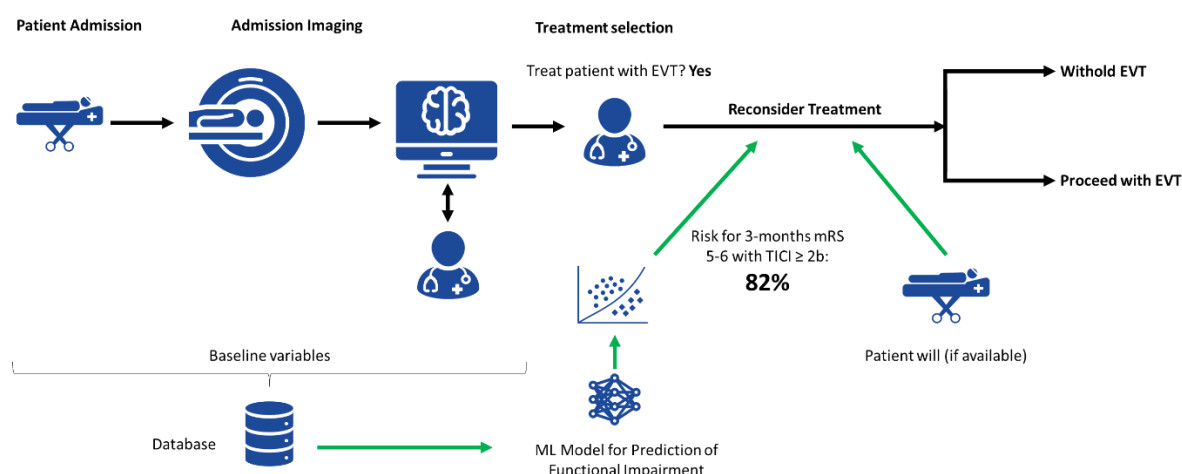 Patient Admission
Admission Imaging
Treatment selection
Treat patient with EVT? Yes
Withold EVT
Reconsider Treatment
Proceed with EVT
Risk for 3-months mRS
5-6 with TICI ≥ 2b:
82%
Baseline variables
Patient will (if available)
Database
ML Model for Prediction of
Functional Impairment